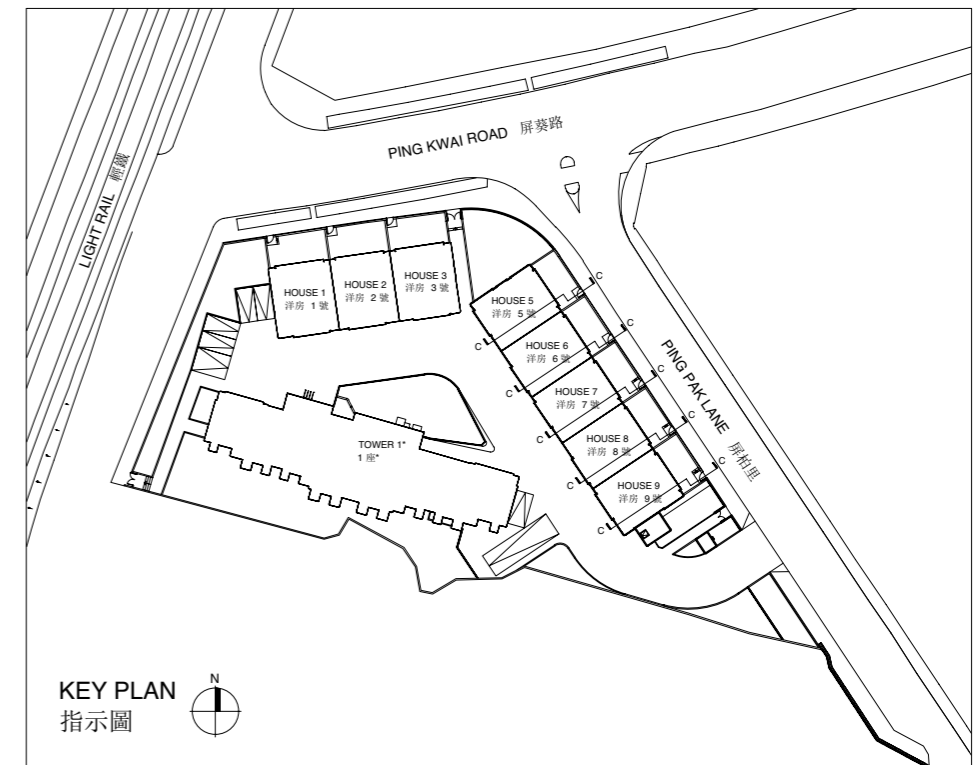 PING KWAI ROAD 屏葵路
LIGHT RAIL 輕鐵
HOUSE 1
洋房 1 號
HOUSE 2
洋房 2 號
HOUSE 3
洋房 3 號
HOUSE 5
洋房 5 號
C
C
HOUSE 6
洋房 6 號
C
C
HOUSE 7
洋房 7 號
C
C
HOUSE 8
洋房 8 號
C
C
HOUSE 9
洋房 9 號
C
C
PING PAK LANE 屏柏里
TOWER 1*
1 座*
KEY PLAN
指示圖
N